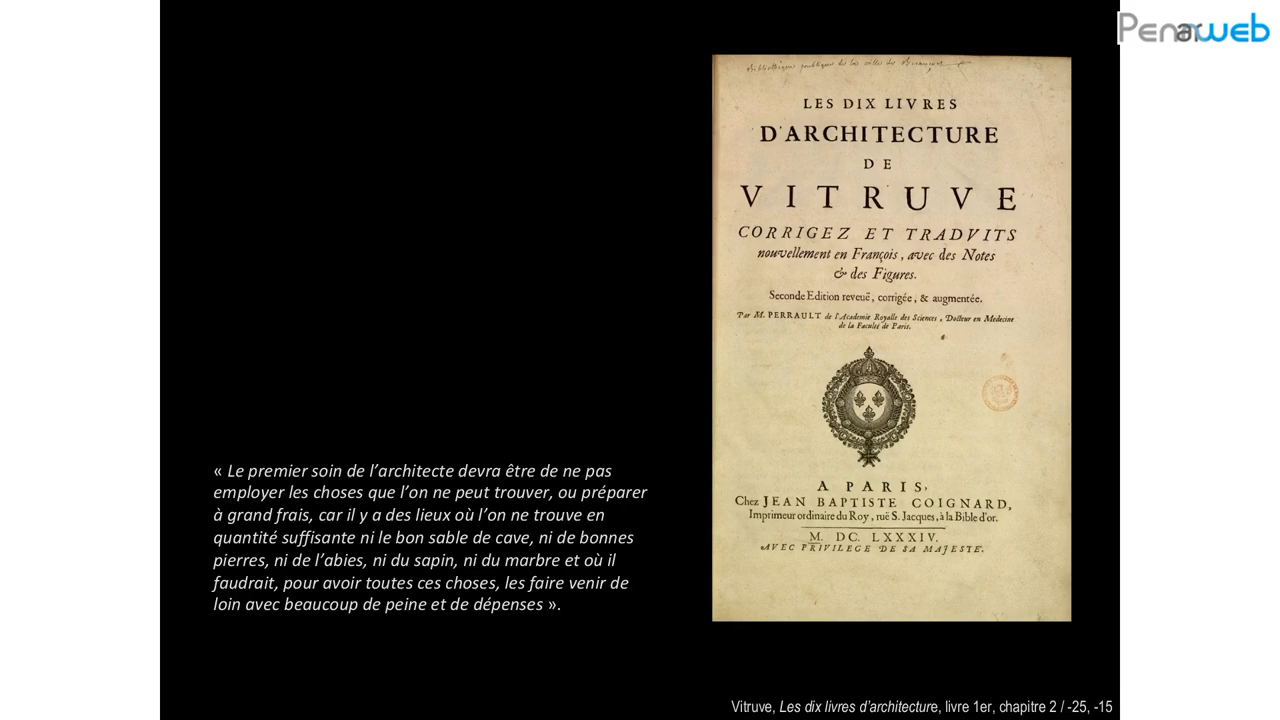 Penarweb
Bibliothèque publique de la ville de
LES DIX LIVRES
D'ARCHITECTURE
DE
VITRUVE
CORRIGEZ ET TRADVITS
nouvellement en François, avec des Notes
& des Figures.
Seconde Edition reveuë, corrigée, & augmentée.
Par M. PERRAULT de l'Academie Royalle des Sciences, Docteur en Medecine
de la Faculté de Paris.
A PARIS,
Chez JEAN BAPTISTE COIGNARD,
Imprimeur ordinaire du Roy, ruë S. Jacques, à la Bible d'or.
M. DC. LXXXIV.
AVEC PRIVILEGE DE SA MAJESTE.
« Le premier soin de l’architecte devra être de ne pas
employer les choses que l’on ne peut trouver, ou préparer
à grand frais, car il y a des lieux où l’on ne trouve en
quantité suffisante ni le bon sable de cave, ni de bonnes
pierres, ni de l’abies, ni du sapin, ni du marbre et où il
faudrait, pour avoir toutes ces choses, les faire venir de
loin avec beaucoup de peine et de dépenses ».
Vitruve, Les dix livres d’architecture, livre 1er, chapitre 2 / -25, -15